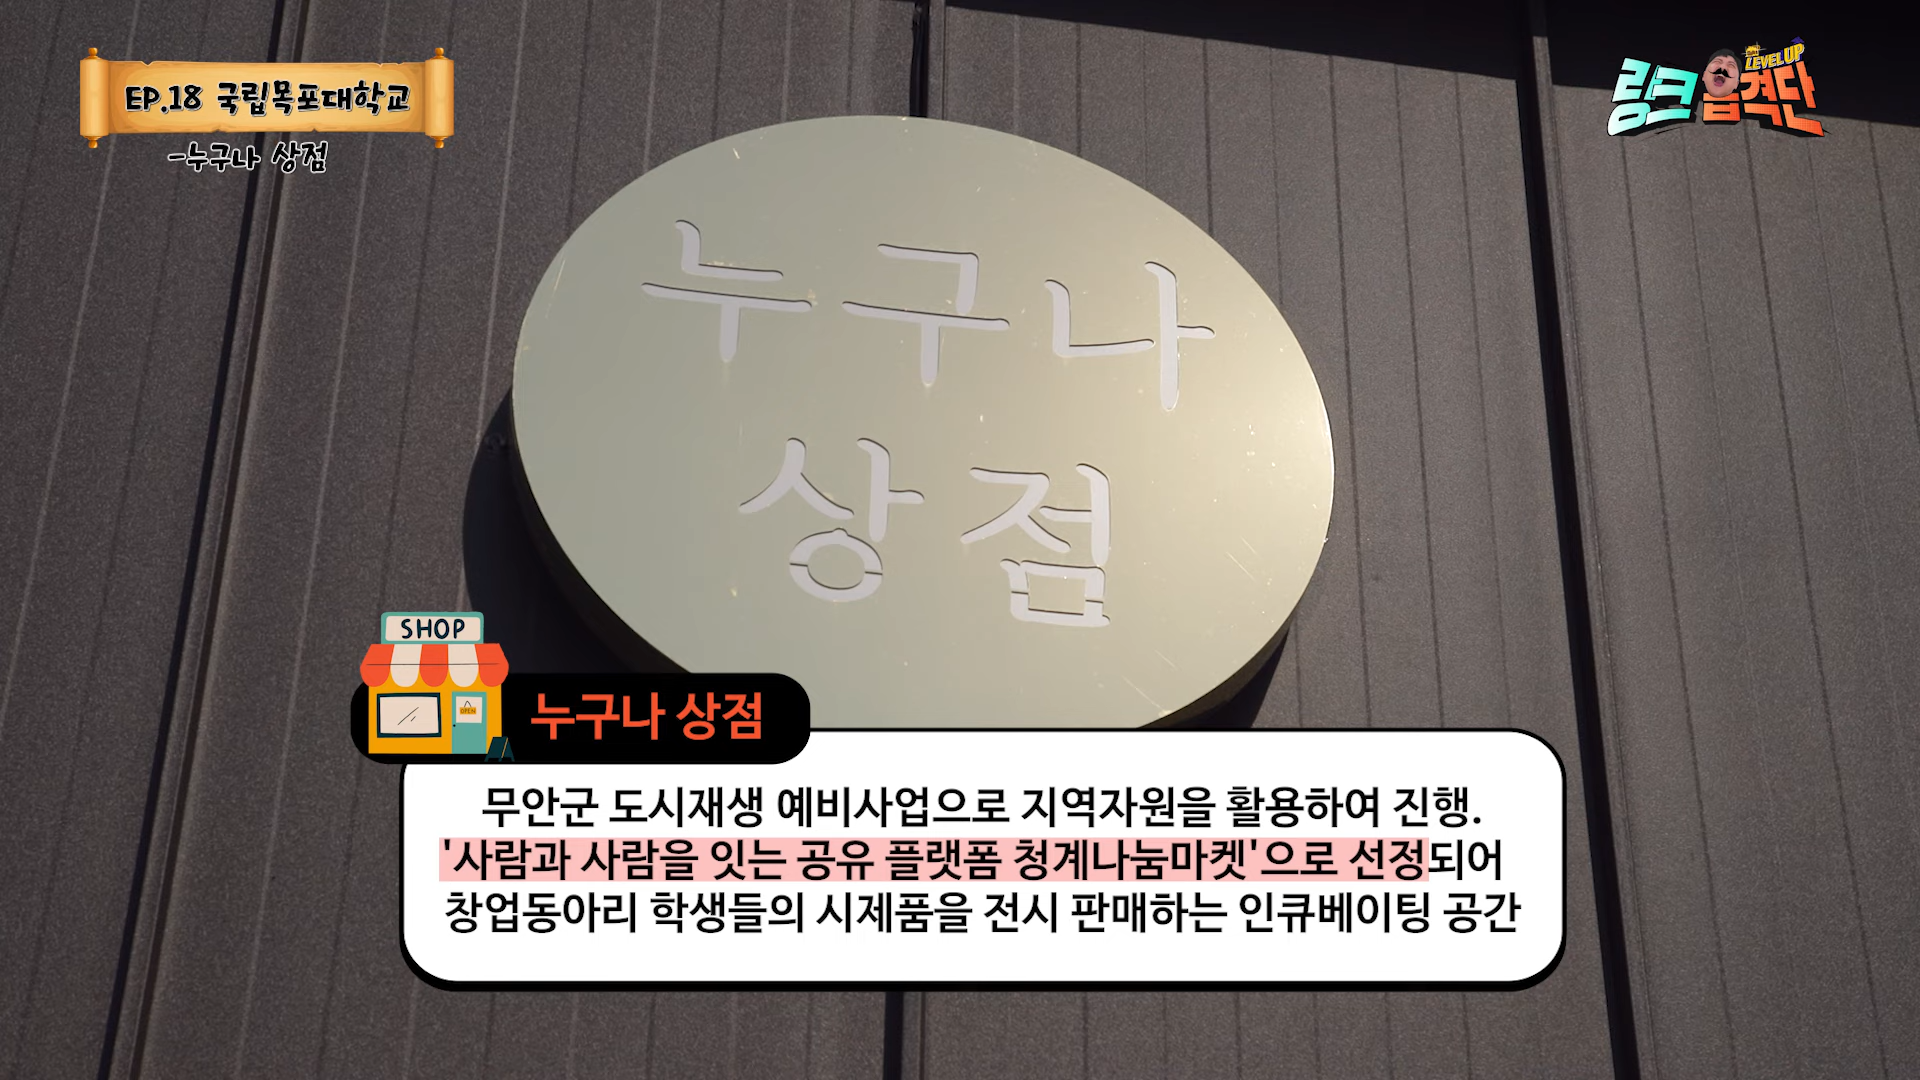 EP.18 국립목포대학교
-누구나 상점
LEVEL UP
링크 습격단
누구나
상점
SHOP
OPEN
누구나 상점
무안군 도시재생 예비사업으로 지역자원을 활용하여 진행.
'사람과 사람을 잇는 공유 플랫폼 청계나눔마켓'으로 선정되어
창업동아리 학생들의 시제품을 전시 판매하는 인큐베이팅 공간